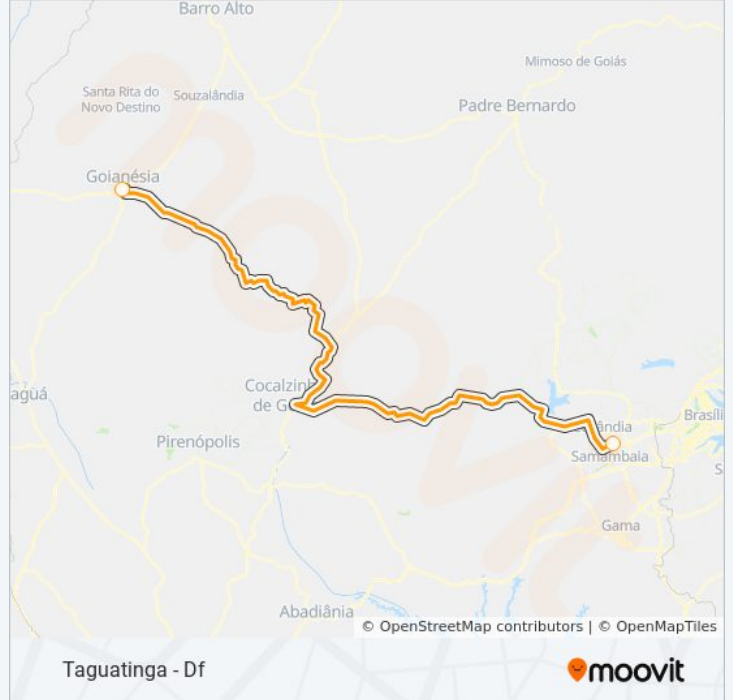 Barro Alto
Mimoso de Goiás
Santa Rita do
Novo Destino
Souzalândia
Padre Bernardo
Goianésia
Cocalzin
de G
aguá
Pirenópolis
ândia
Brasíli
Samambaia
S
Gama
Abadiânia
© OpenStreetMap contributors | © OpenMapTiles
Taguatinga - Df
moovit